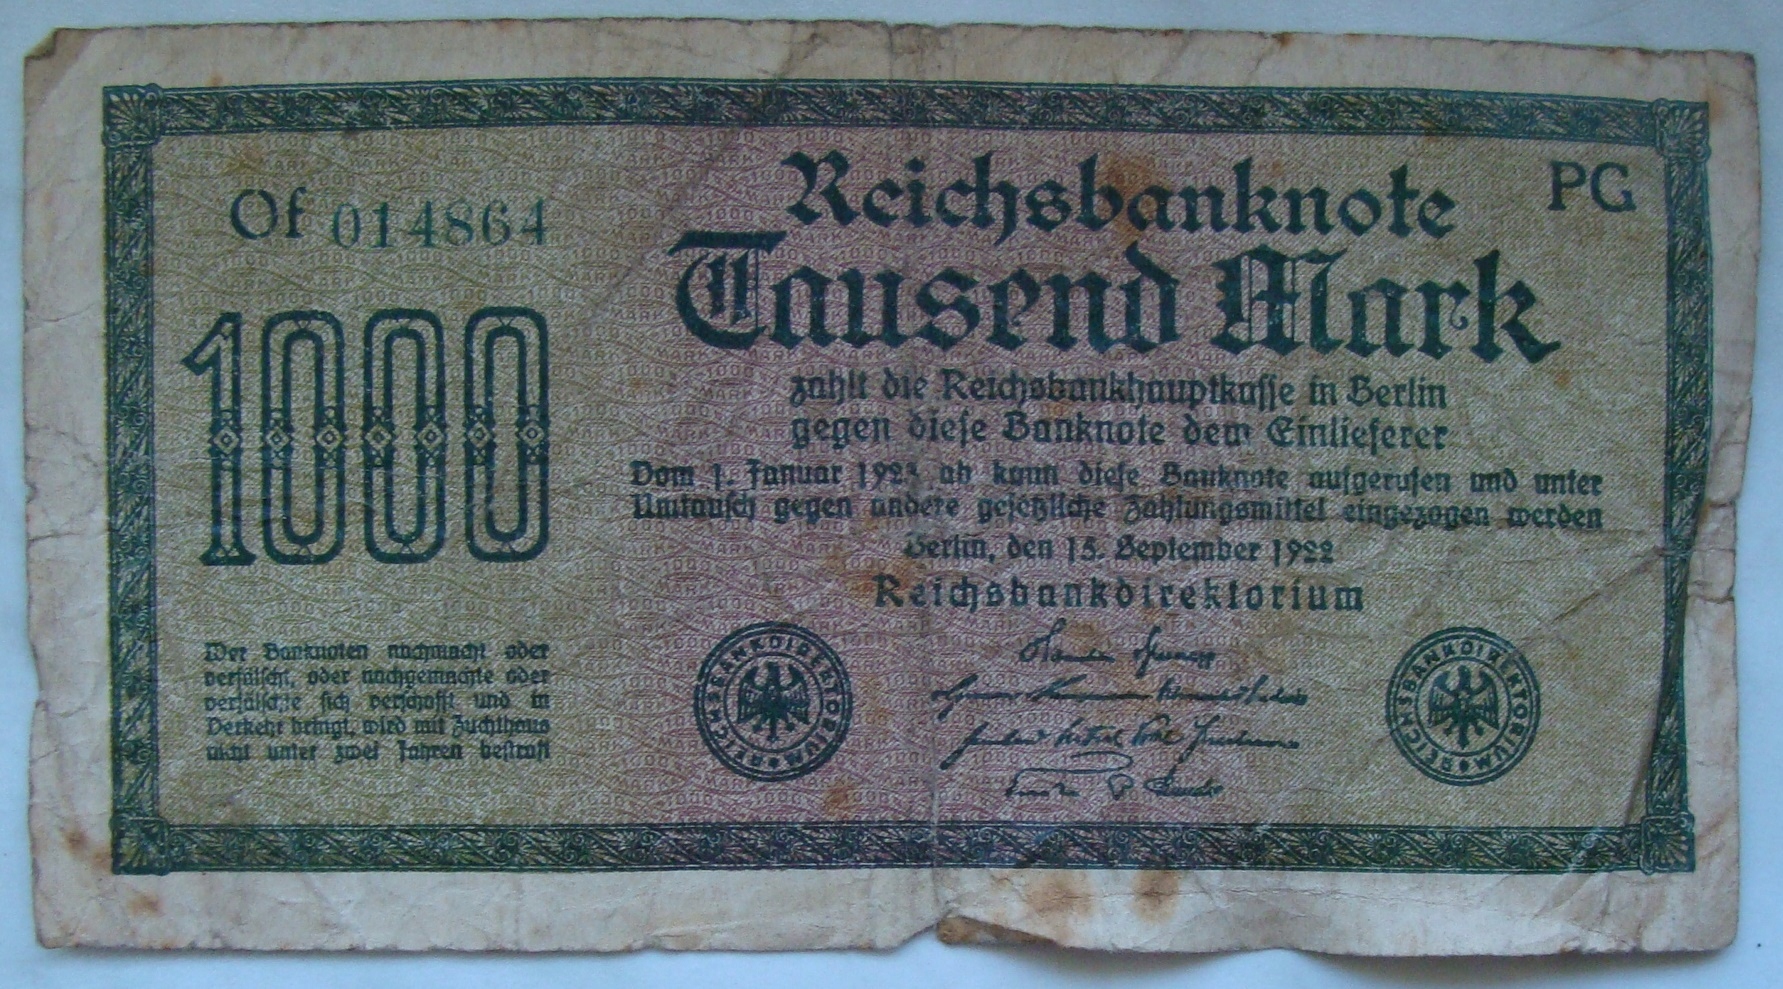 Of 014864
PG
Reichsbanknote
Tausend Mark
1000
zahlt die Reichsbankhauptkasse in Berlin
gegen diese Banknote dem Einlieferer
Vom 1. Januar 1923 ab kann diese Banknote aufgerufen und unter
Umtausch gegen andere gesetzliche Zahlungsmittel eingezogen werden
Berlin, den 15. September 1922
Reichsbankdirektorium
Wer Banknoten nachmacht oder
verfälscht, oder nachgemachte oder
verfälschte sich verschafft und in
Verkehr bringt, wird mit Zuchthaus
nicht unter zwei Jahren bestraft
REICHSBANKDIREKTORIUM
REICHSBANKDIREKTORIUM